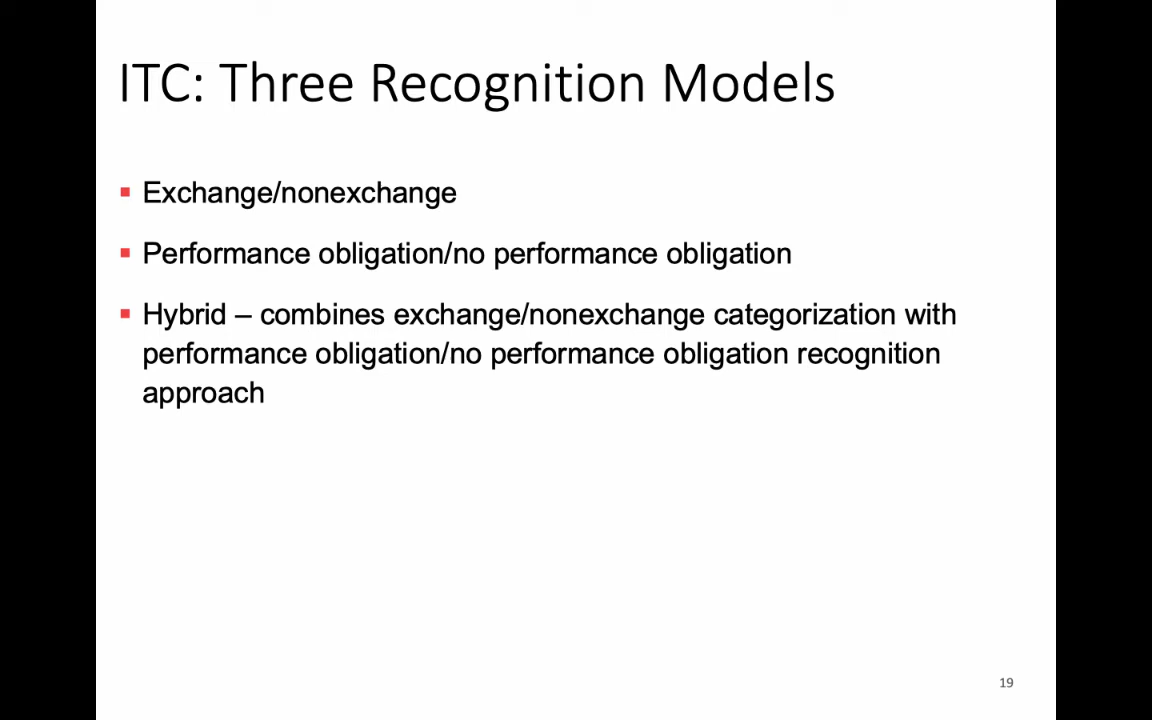 ITC: Three Recognition Models
▪ Exchange/nonexchange
▪ Performance obligation/no performance obligation
▪ Hybrid – combines exchange/nonexchange categorization with
performance obligation/no performance obligation recognition
approach
19